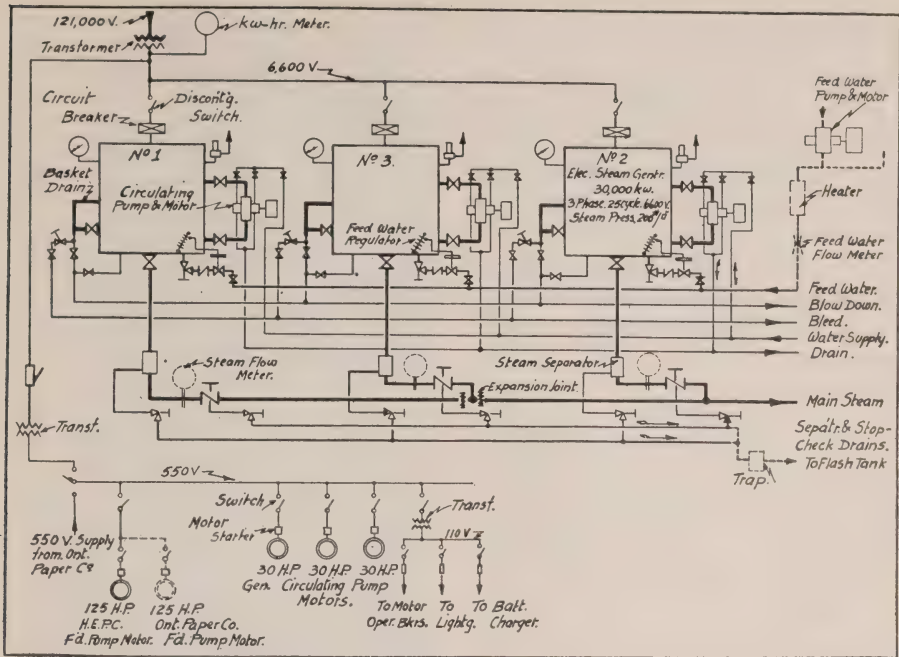 121,000 V.
kw-hr. Meter.
Transformer
6,600 V
Feed Water
Pump & Motor
Circuit
Breaker
Discont'g.
Switch.
Nº 1
Nº 3.
Nº 2
Elec. Steam Gentr.
30,000 kw.
3 Phase. 25 cycle. 6600 V.
Steam Press. 200 #/□"
Basket
Drain
Circulating
Pump & Motor
Feed Water
Regulator
Heater
Feed Water
Flow Meter
Feed Water.
Blow Down.
Bleed.
Water Supply.
Drain.
Steam Flow
Meter.
Steam Separator
Expansion Joint
Main Steam
Transf.
Sepàtr. & Stop-
Check Drains.
To Flash Tank
Trap.
550 V.
Switch
Motor
Starter
Transf.
110 V
550 V. Supply
from. Ont.
Paper Cº
30 H.P. 30 H.P. 30 H.P.
Gen. Circulating Pump
Motors.
125 H.P.
H.E.P.C.
F'd. Pump Motor.
125 H.P.
Ont. Paper Co.
F'd. Pump Motor.
To Motor
Oper. Bkrs.
To
Lightg.
To Batt.
Charger.